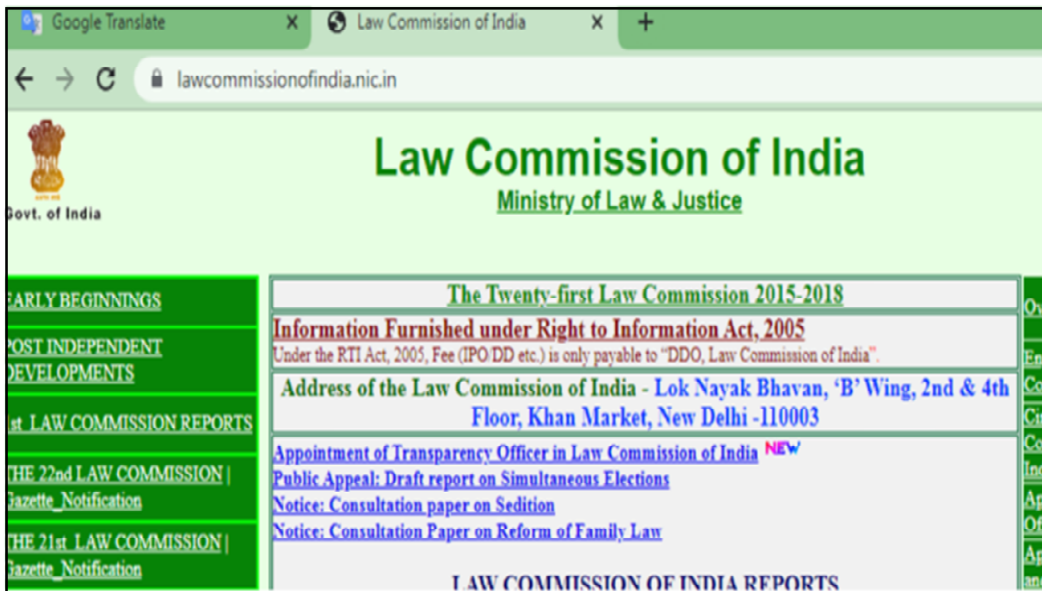 Google Translate
Law Commission of India
lawcommissionofindia.nic.in
Law Commission of India
Ministry of Law & Justice
Govt. of India
EARLY BEGINNINGS
POST INDEPENDENT
DEVELOPMENTS
1st LAW COMMISSION REPORTS
THE 22nd LAW COMMISSION |
Gazette_Notification
THE 21st LAW COMMISSION |
Gazette_Notification
The Twenty-first Law Commission 2015-2018
Information Furnished under Right to Information Act, 2005
Under the RTI Act, 2005, Fee (IPO/DD etc.) is only payable to “DDO, Law Commission of India”.
Address of the Law Commission of India - Lok Nayak Bhavan, ‘B’ Wing, 2nd & 4th
Floor, Khan Market, New Delhi -110003
Appointment of Transparency Officer in Law Commission of India NEW
Public Appeal: Draft report on Simultaneous Elections
Notice: Consultation paper on Sedition
Notice: Consultation Paper on Reform of Family Law
LAW COMMISSION OF INDIA REPORTS